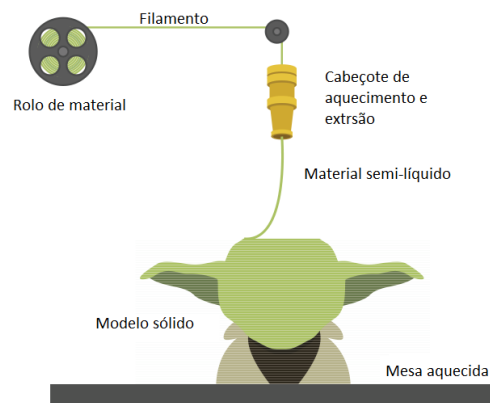 Filamento
Rolo de material
Cabeçote de
aquecimento e
extrsão
Material semi-líquido
Modelo sólido
Mesa aquecida